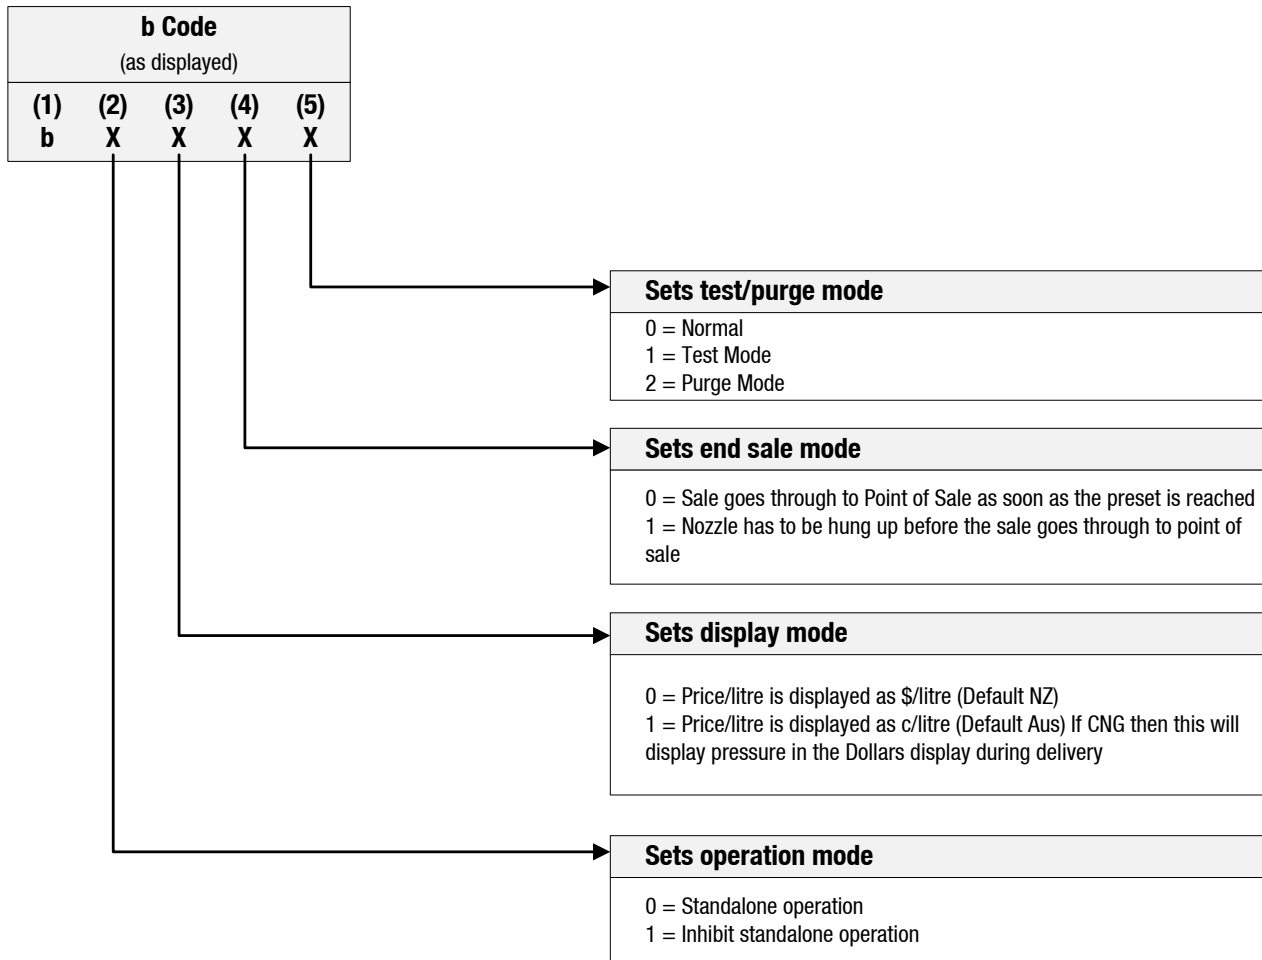 b Code
(as displayed)
(1) (2) (3) (4) (5)
b X X X X
Sets test/purge mode
0 = Normal
1 = Test Mode
2 = Purge Mode
Sets end sale mode
0 = Sale goes through to Point of Sale as soon as the preset is reached
1 = Nozzle has to be hung up before the sale goes through to point of
sale
Sets display mode
0 = Price/litre is displayed as $/litre (Default NZ)
1 = Price/litre is displayed as c/litre (Default Aus) If CNG then this will
display pressure in the Dollars display during delivery
Sets operation mode
0 = Standalone operation
1 = Inhibit standalone operation